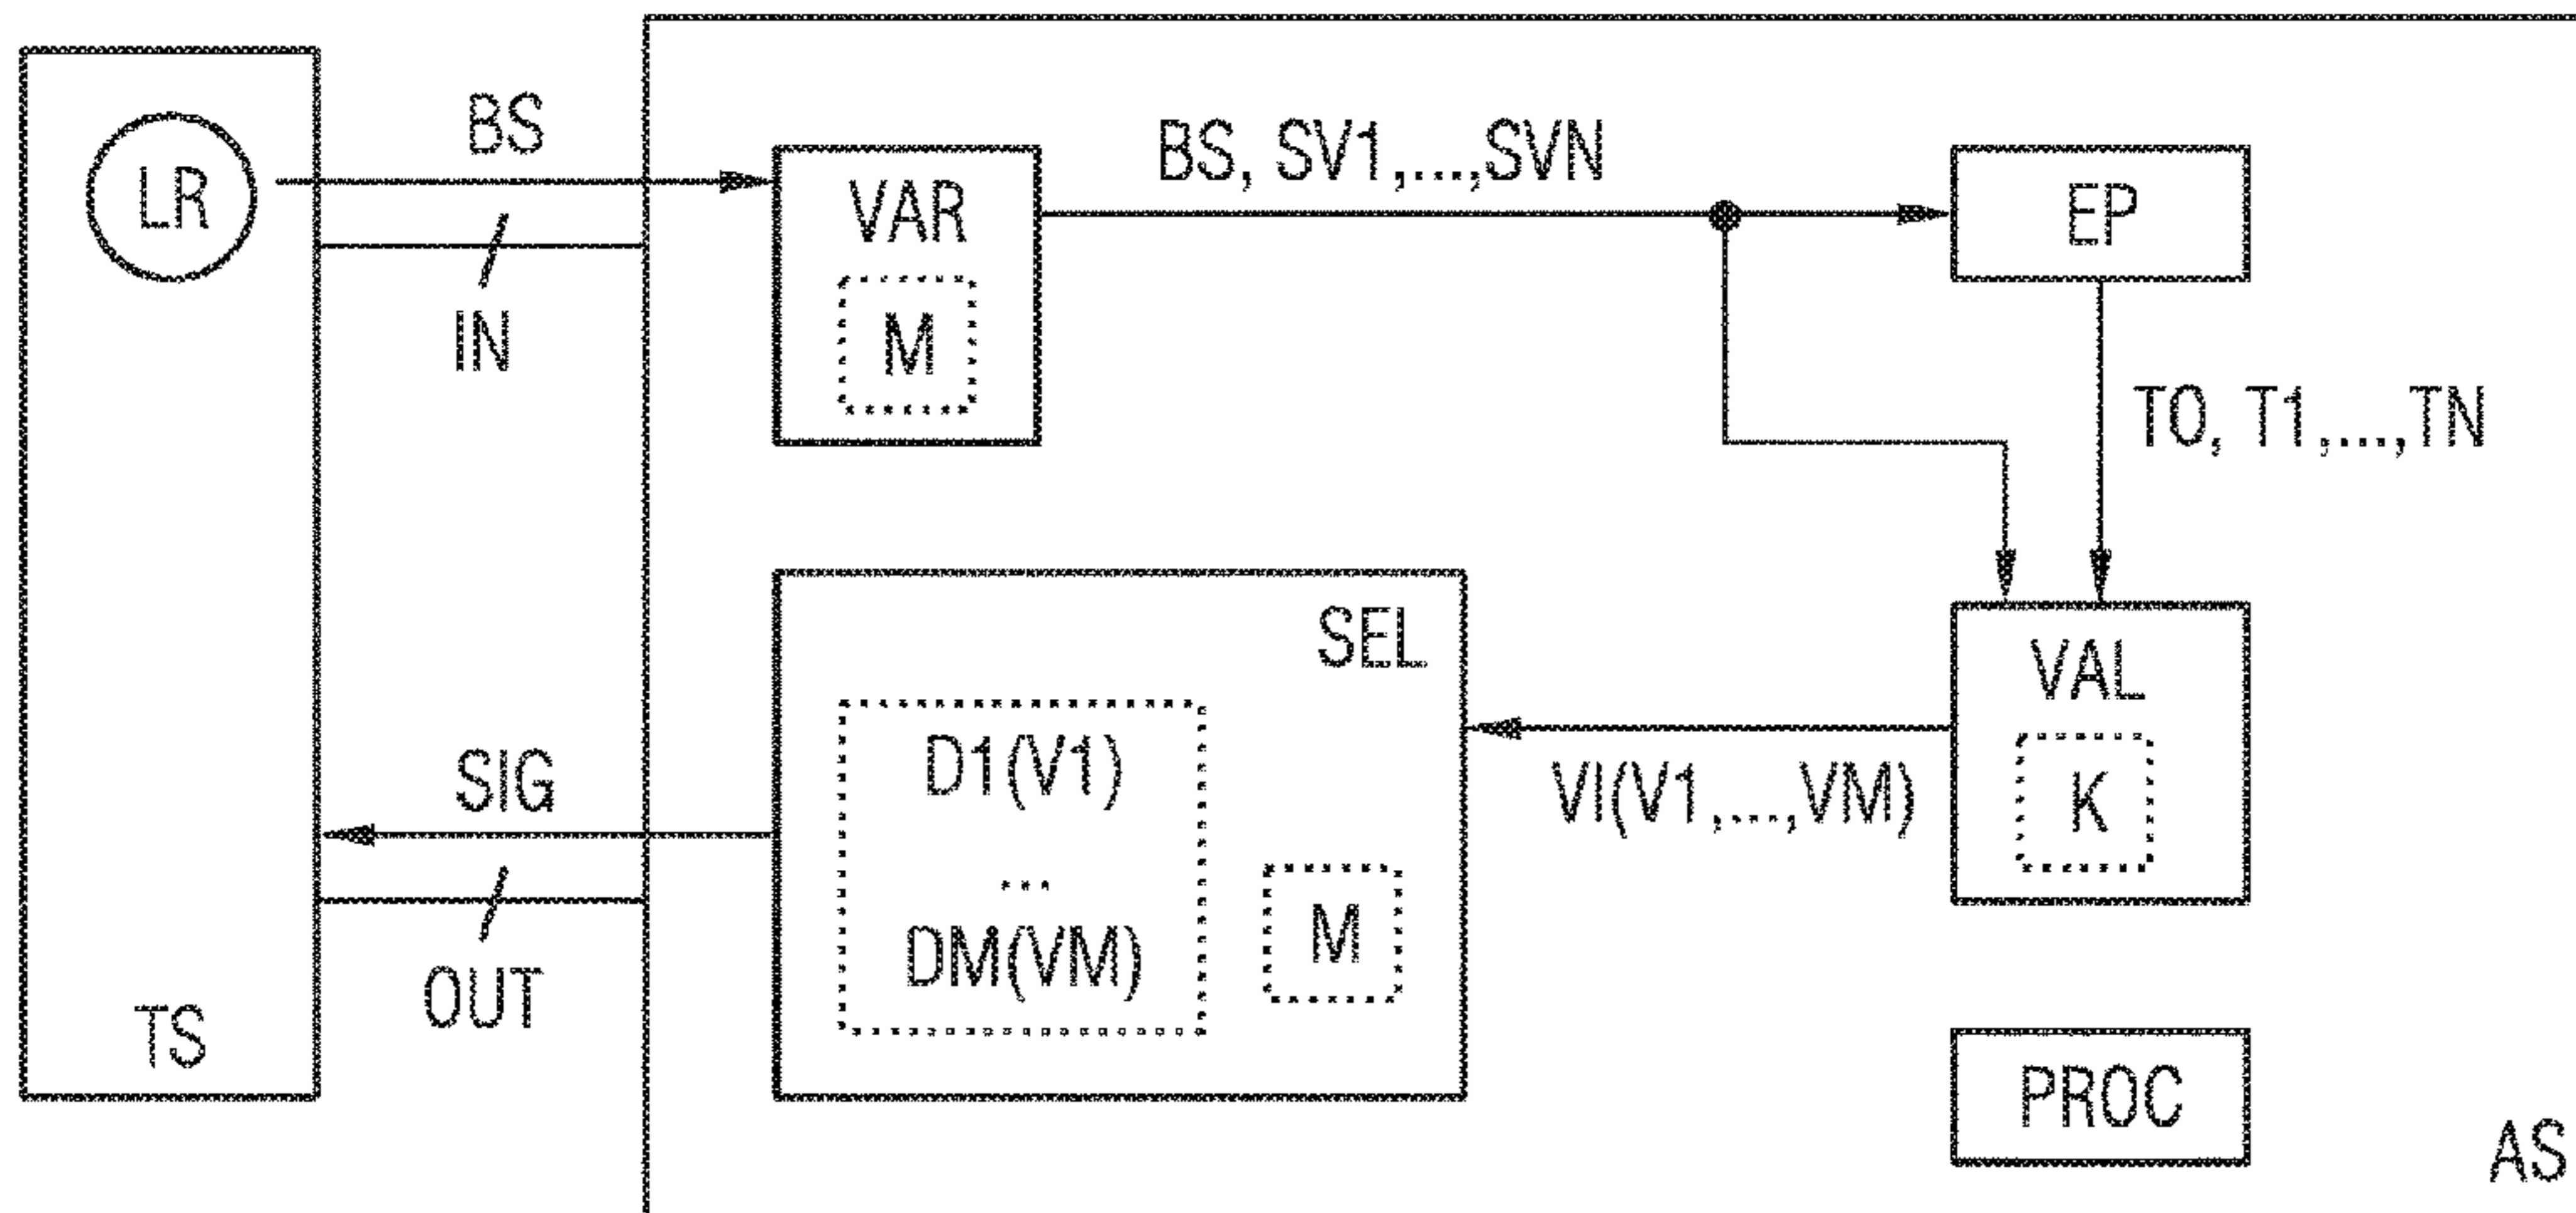 BS
LR
IN
VAR
M
BS, SV1,...,SVN
EP
T0, T1,...,TN
SEL
D1(V1)
...
DM(VM)
M
VI(V1,...,VM)
VAL
K
SIG
OUT
TS
PROC
AS